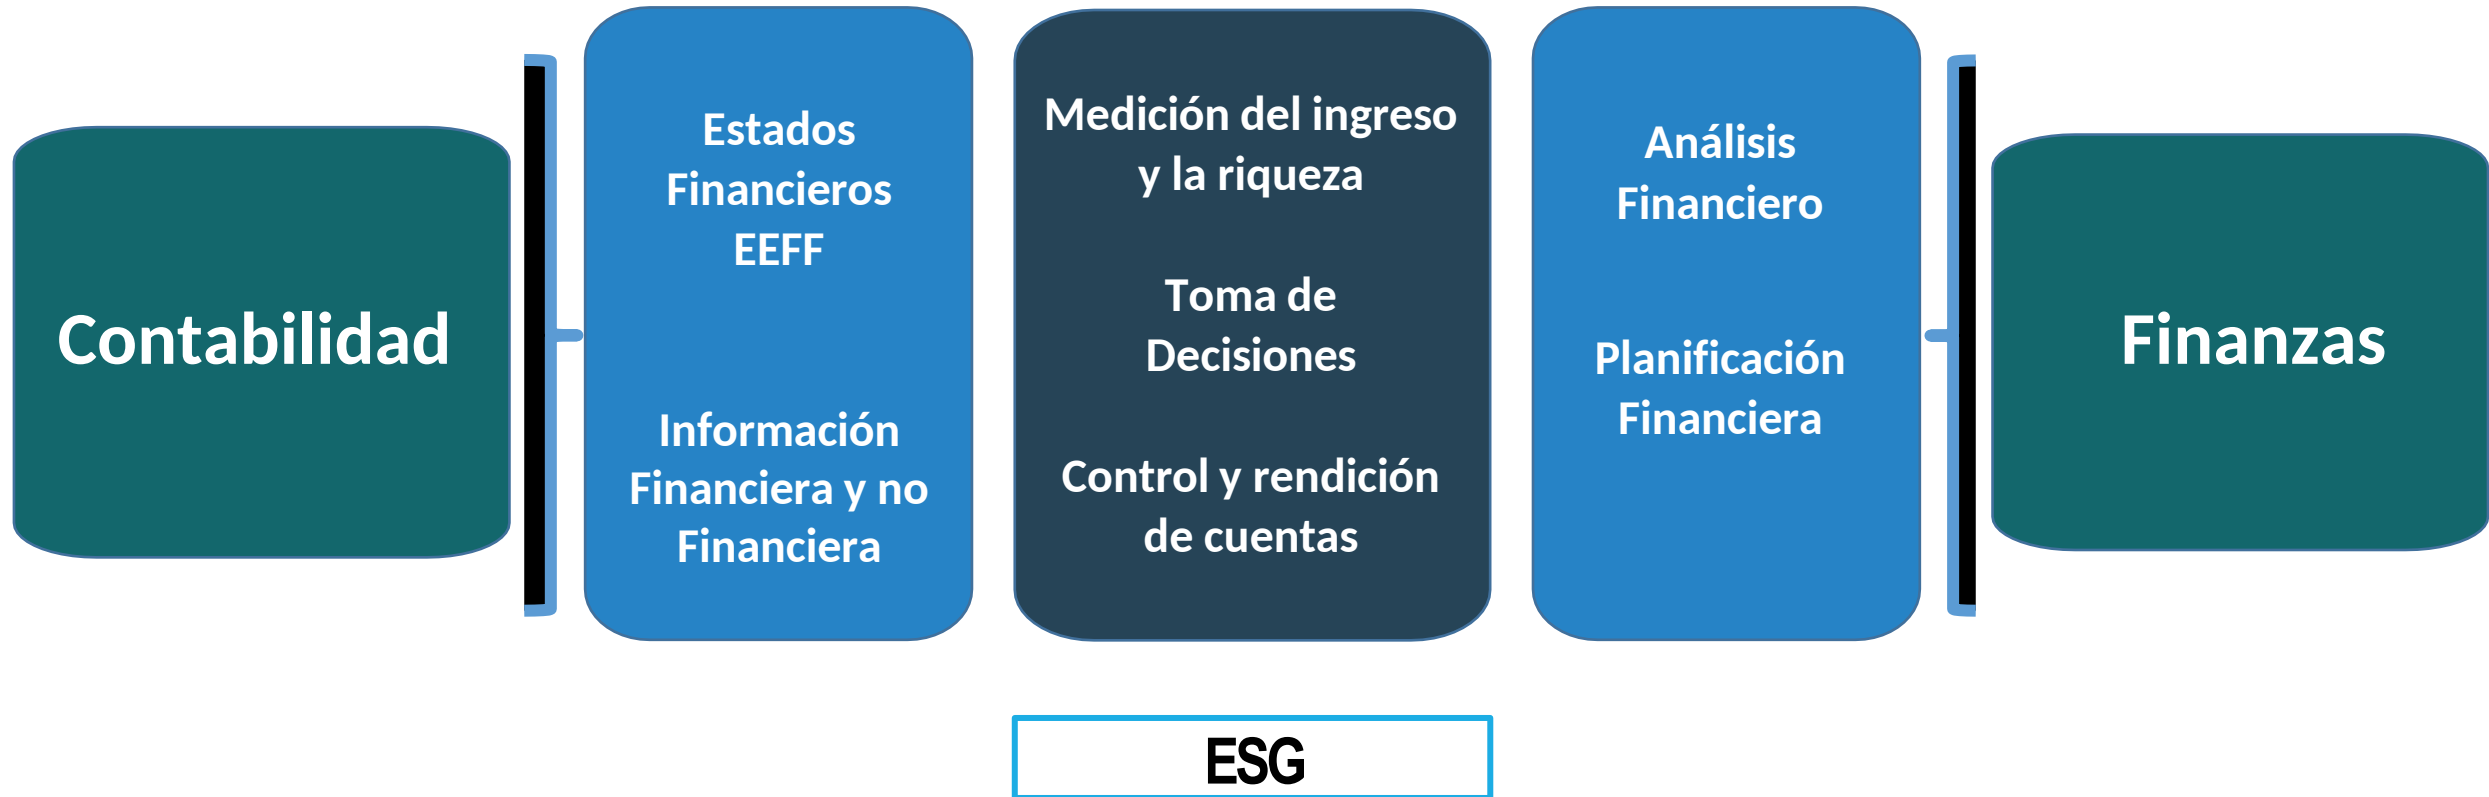 Contabilidad
Estados
Financieros
EEFF
Información
Financiera y no
Financiera
Medición del ingreso
y la riqueza
Toma de
Decisiones
Control y rendición
de cuentas
Análisis
Financiero
Planificación
Financiera
Finanzas
ESG